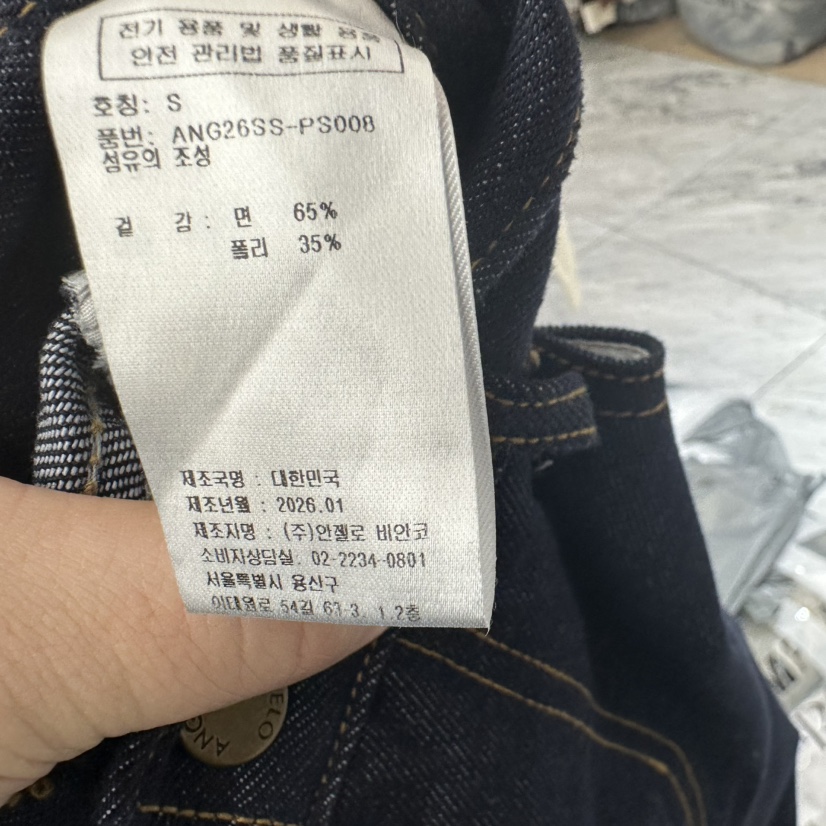 전기 용품 및 생활 용품
안전 관리법 품질표시
호칭: S
품번: ANG26SS-PS008
섬유의 조성
겉 감 : 면 65%
폴리 35%
제조국명 : 대한민국
제조년월 : 2026.01
제조자명 : (주)안젤로 비안코
소비자상담실: 02-2234-0801
서울특별시 용산구
이태원로 54길 63-3, 1,2층
ANG
ELO